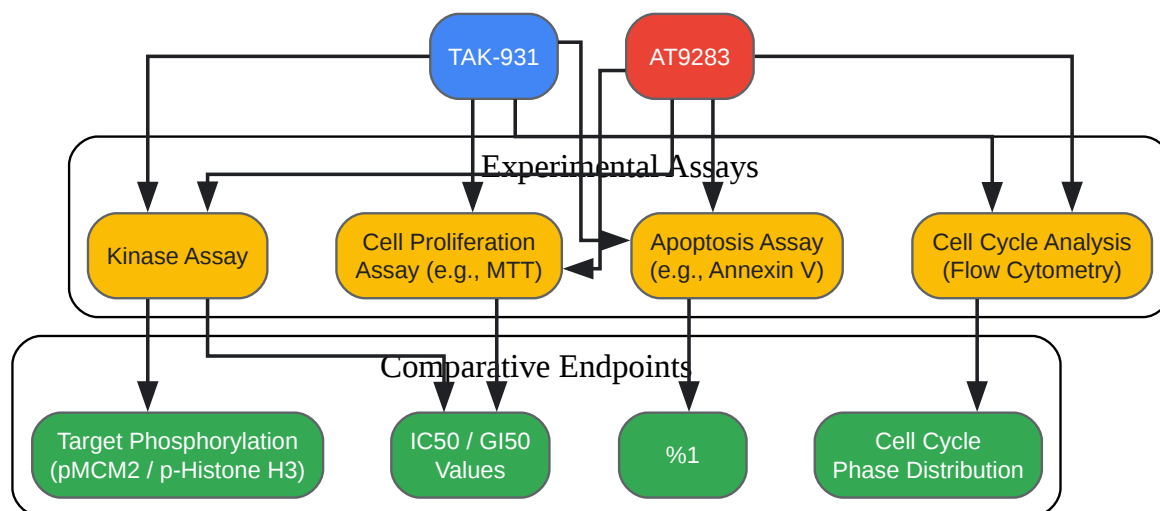 TAK-931
AT9283
Experimental Assays
Kinase Assay
Cell Proliferation
Assay (e.g., MTT)
Apoptosis Assay
(e.g., Annexin V)
Cell Cycle Analysis
(Flow Cytometry)
Comparative Endpoints
Target Phosphorylation
(pMCM2 / p-Histone H3)
IC50 / GI50
Values
%1
Cell Cycle
Phase Distribution